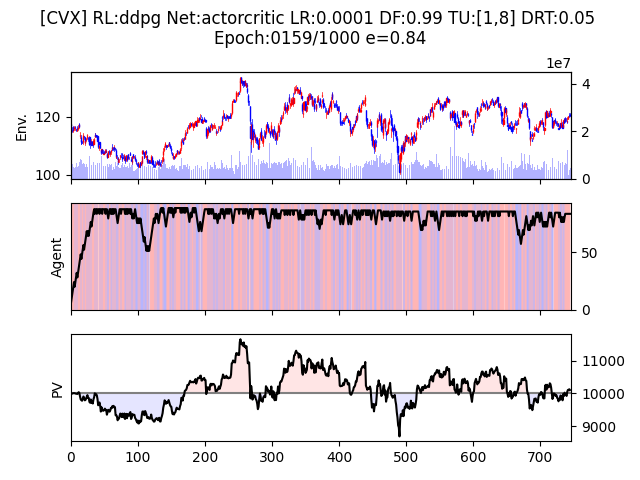 [CVX] RL:ddpg Net:actorcritic LR:0.0001 DF:0.99 TU:[1,8] DRT:0.05
Epoch:0159/1000 e=0.84
1e7
Env.
120
100
4
2
0
Agent
50
0
PV
11000
10000
9000
0 100 200 300 400 500 600 700